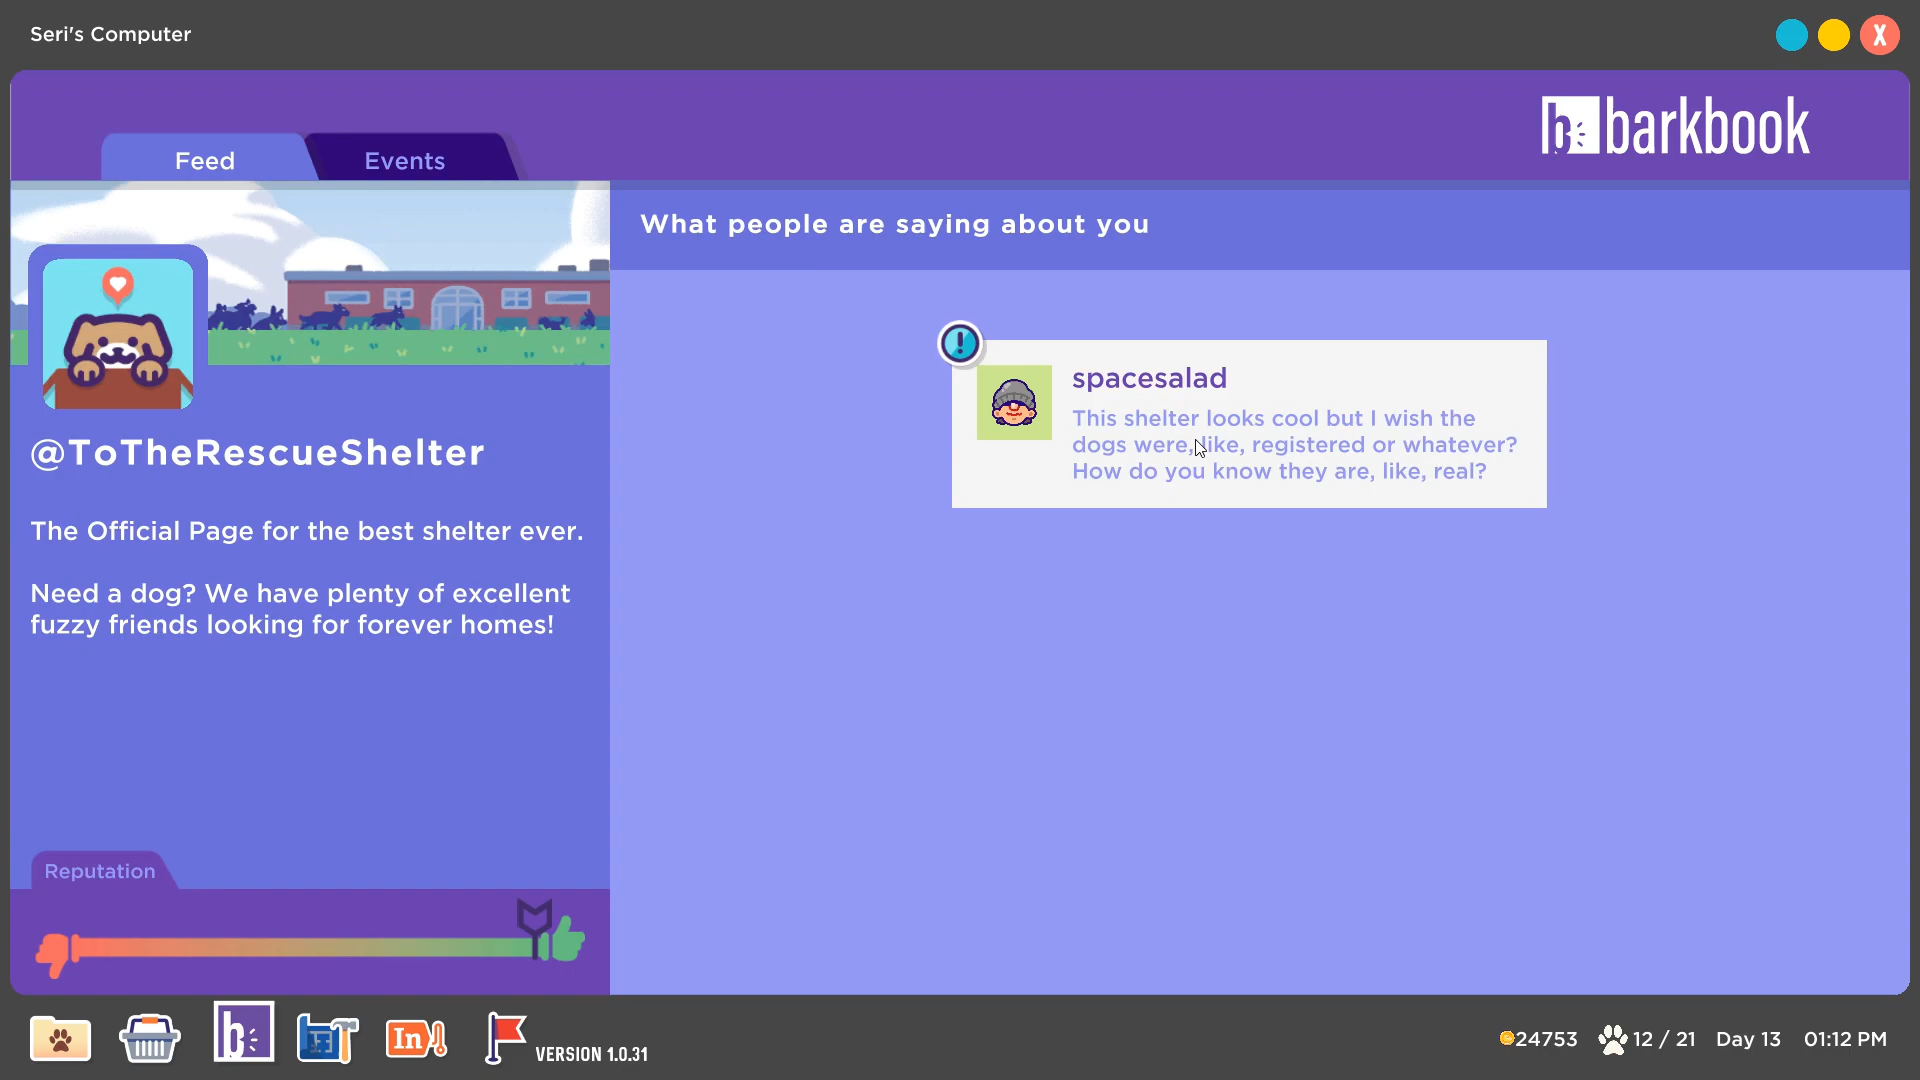 Seri's Computer
X
b barkbook
Feed
Events
What people are saying about you
!
spacesalad
This shelter looks cool but I wish the
dogs were, like, registered or whatever?
How do you know they are, like, real?
@ToTheRescueShelter
The Official Page for the best shelter ever.
Need a dog? We have plenty of excellent
fuzzy friends looking for forever homes!
Reputation
b
In
VERSION 1.0.31
24753
12 / 21
Day 13
01:12 PM